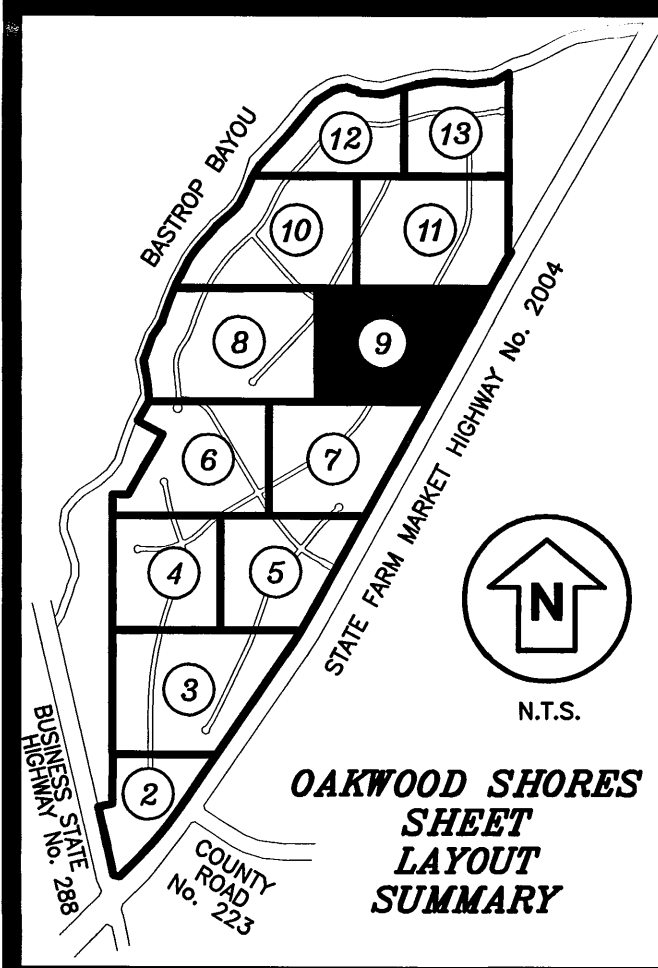 12
13
BASTROP BAYOU
10
11
8
9
STATE FARM MARKET HIGHWAY No. 2004
6
7
4
5
N
N.T.S.
3
BUSINESS STATE
HIGHWAY No. 288
2
COUNTY
ROAD
No. 223
OAKWOOD SHORES
SHEET
LAYOUT
SUMMARY